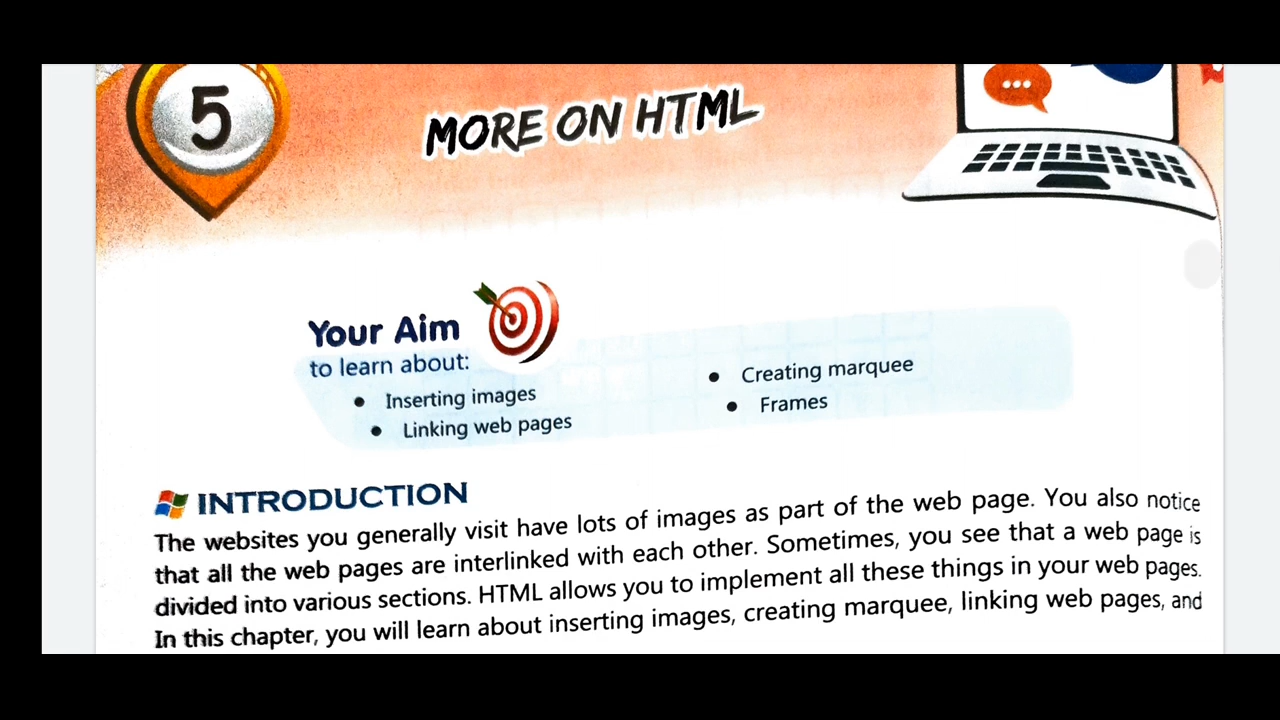 5
MORE ON HTML
Your Aim
to learn about:
• Inserting images
• Linking web pages
• Creating marquee
• Frames
INTRODUCTION
The websites you generally visit have lots of images as part of the web page. You also notice
that all the web pages are interlinked with each other. Sometimes, you see that a web page is
divided into various sections. HTML allows you to implement all these things in your web pages.
In this chapter, you will learn about inserting images, creating marquee, linking web pages, and